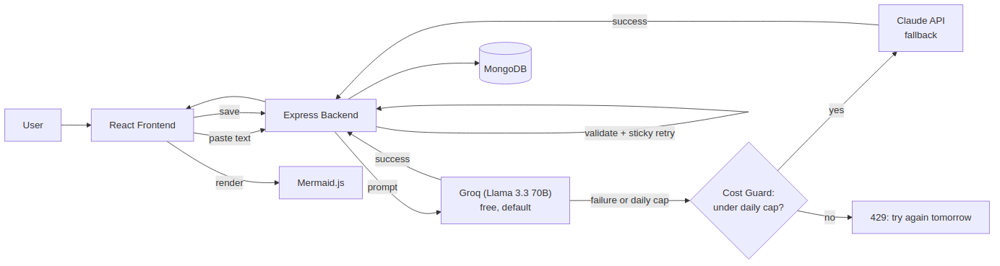 success
Claude API
fallback
MongoDB
User
React Frontend
save
paste text
Express Backend
validate + sticky retry
yes
success
render
Mermaid.js
prompt
Groq (Llama 3.3 70B)
free, default
failure or daily cap
Cost Guard:
under daily cap?
no
429: try again tomorrow